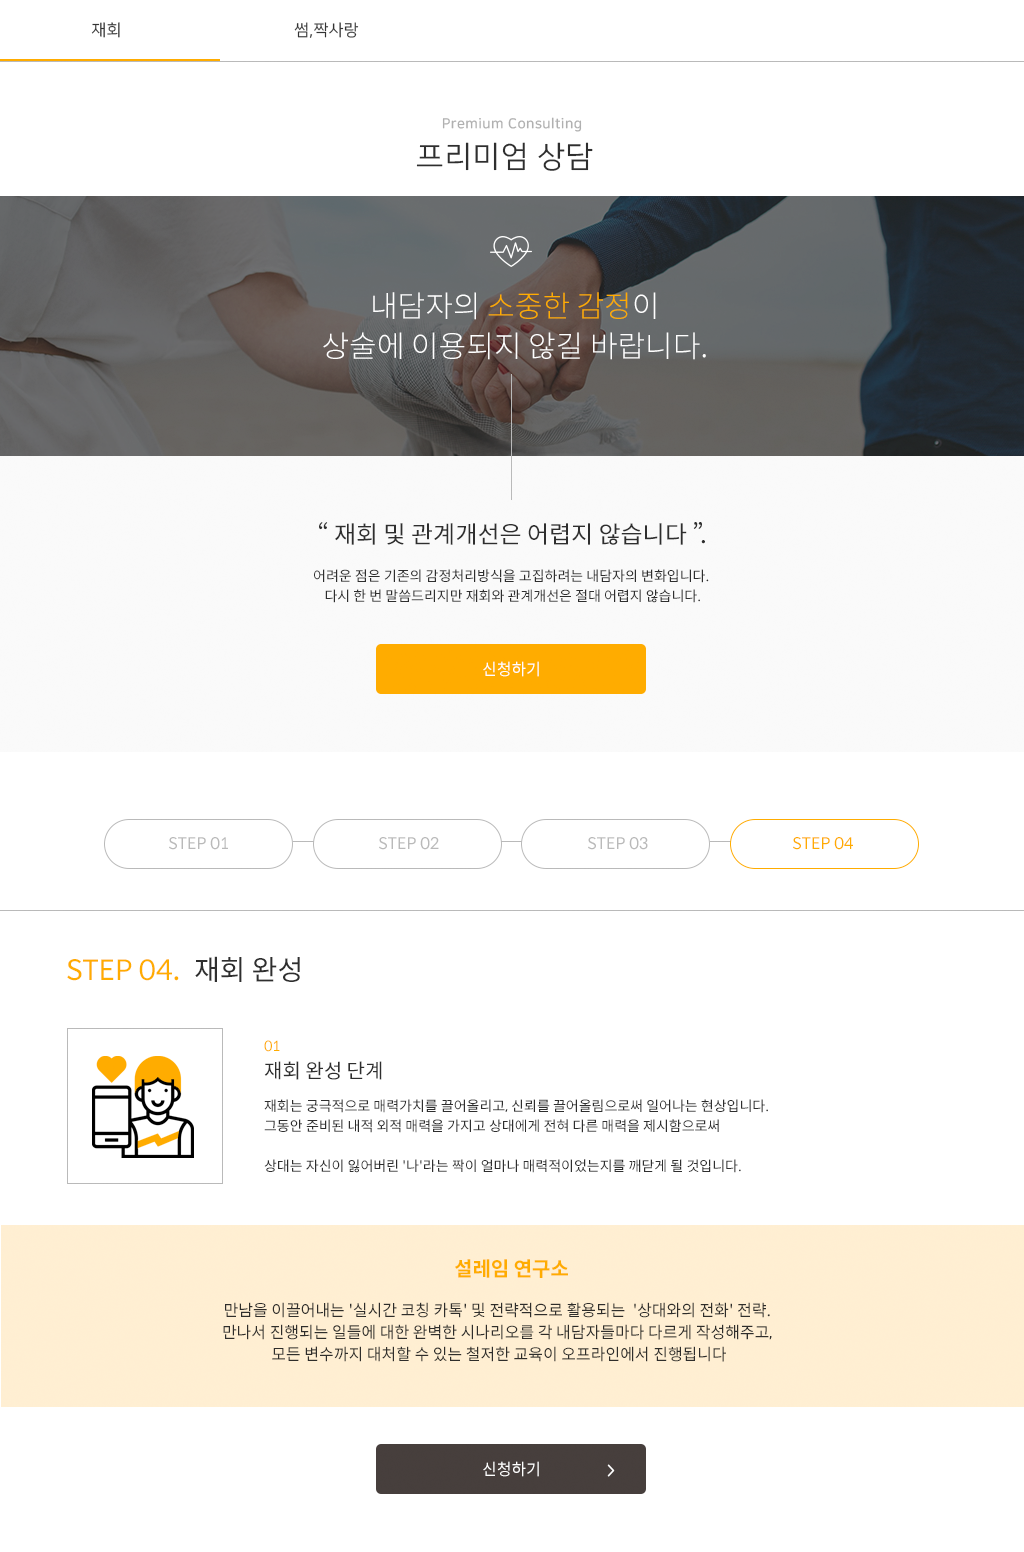 재회
썸,짝사랑
Premium Consulting
프리미엄 상담
내담자의 소중한 감정이
상술에 이용되지 않길 바랍니다.
“ 재회 및 관계개선은 어렵지 않습니다 ”.
어려운 점은 기존의 감정처리방식을 고집하려는 내담자의 변화입니다.
다시 한 번 말씀드리지만 재회와 관계개선은 절대 어렵지 않습니다.
신청하기
STEP 01
STEP 02
STEP 03
STEP 04
STEP 04. 재회 완성
01
재회 완성 단계
재회는 궁극적으로 매력가치를 끌어올리고, 신뢰를 끌어올림으로써 일어나는 현상입니다.
그동안 준비된 내적 외적 매력을 가지고 상대에게 전혀 다른 매력을 제시함으로써
상대는 자신이 잃어버린 '나'라는 짝이 얼마나 매력적이었는지를 깨닫게 될 것입니다.
설레임 연구소
만남을 이끌어내는 '실시간 코칭 카톡' 및 전략적으로 활용되는 '상대와의 전화' 전략.
만나서 진행되는 일들에 대한 완벽한 시나리오를 각 내담자들마다 다르게 작성해주고,
모든 변수까지 대처할 수 있는 철저한 교육이 오프라인에서 진행됩니다
신청하기